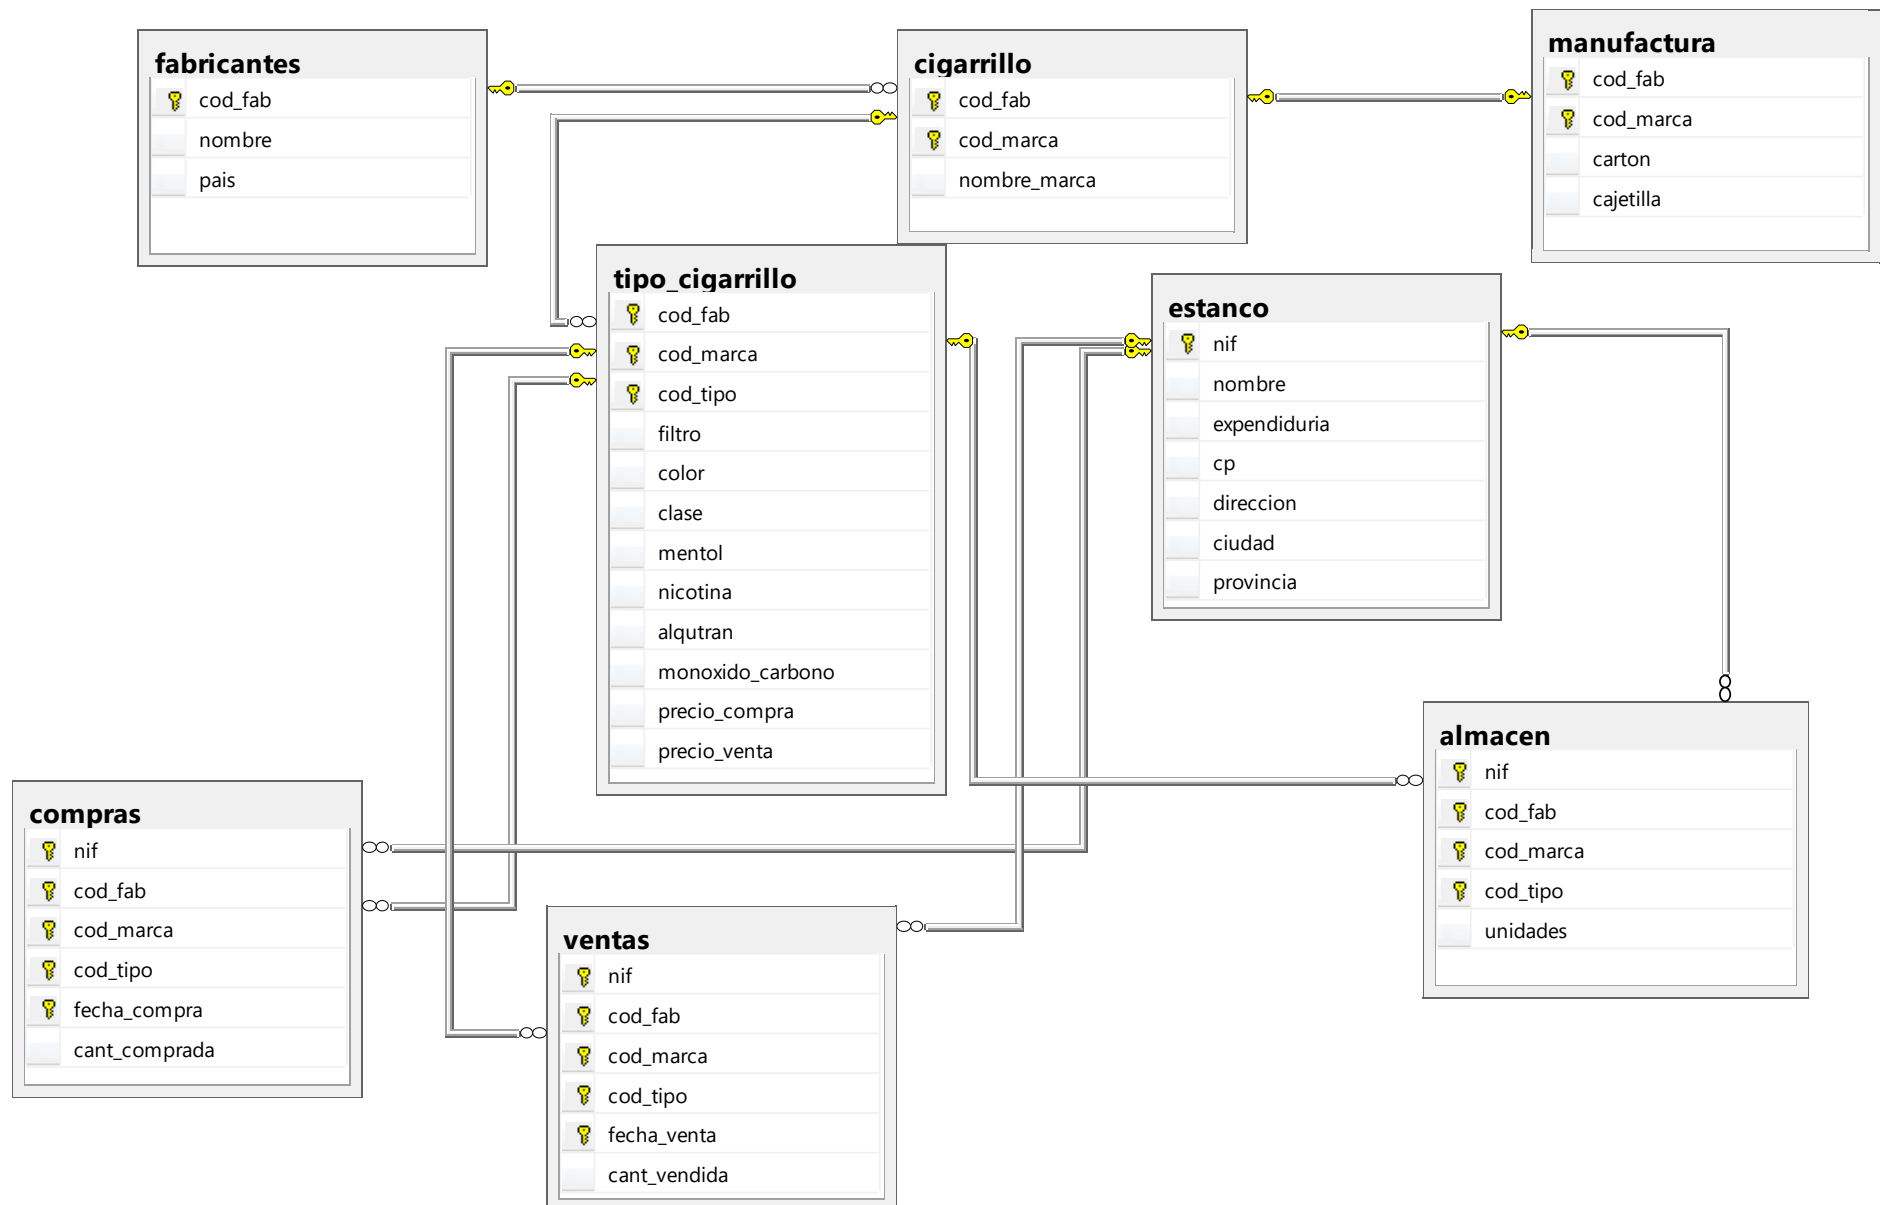 fabricantes
cod_fab
nombre
pais
cigarrillo
cod_fab
cod_marca
nombre_marca
manufactura
cod_fab
cod_marca
carton
cajetilla
tipo_cigarrillo
cod_fab
cod_marca
cod_tipo
filtro
color
clase
mentol
nicotina
alqutran
monoxido_carbono
precio_compra
precio_venta
estanco
nif
nombre
expendiduria
cp
direccion
ciudad
provincia
almacen
nif
cod_fab
cod_marca
cod_tipo
unidades
compras
nif
cod_fab
cod_marca
cod_tipo
fecha_compra
cant_comprada
ventas
nif
cod_fab
cod_marca
cod_tipo
fecha_venta
cant_vendida